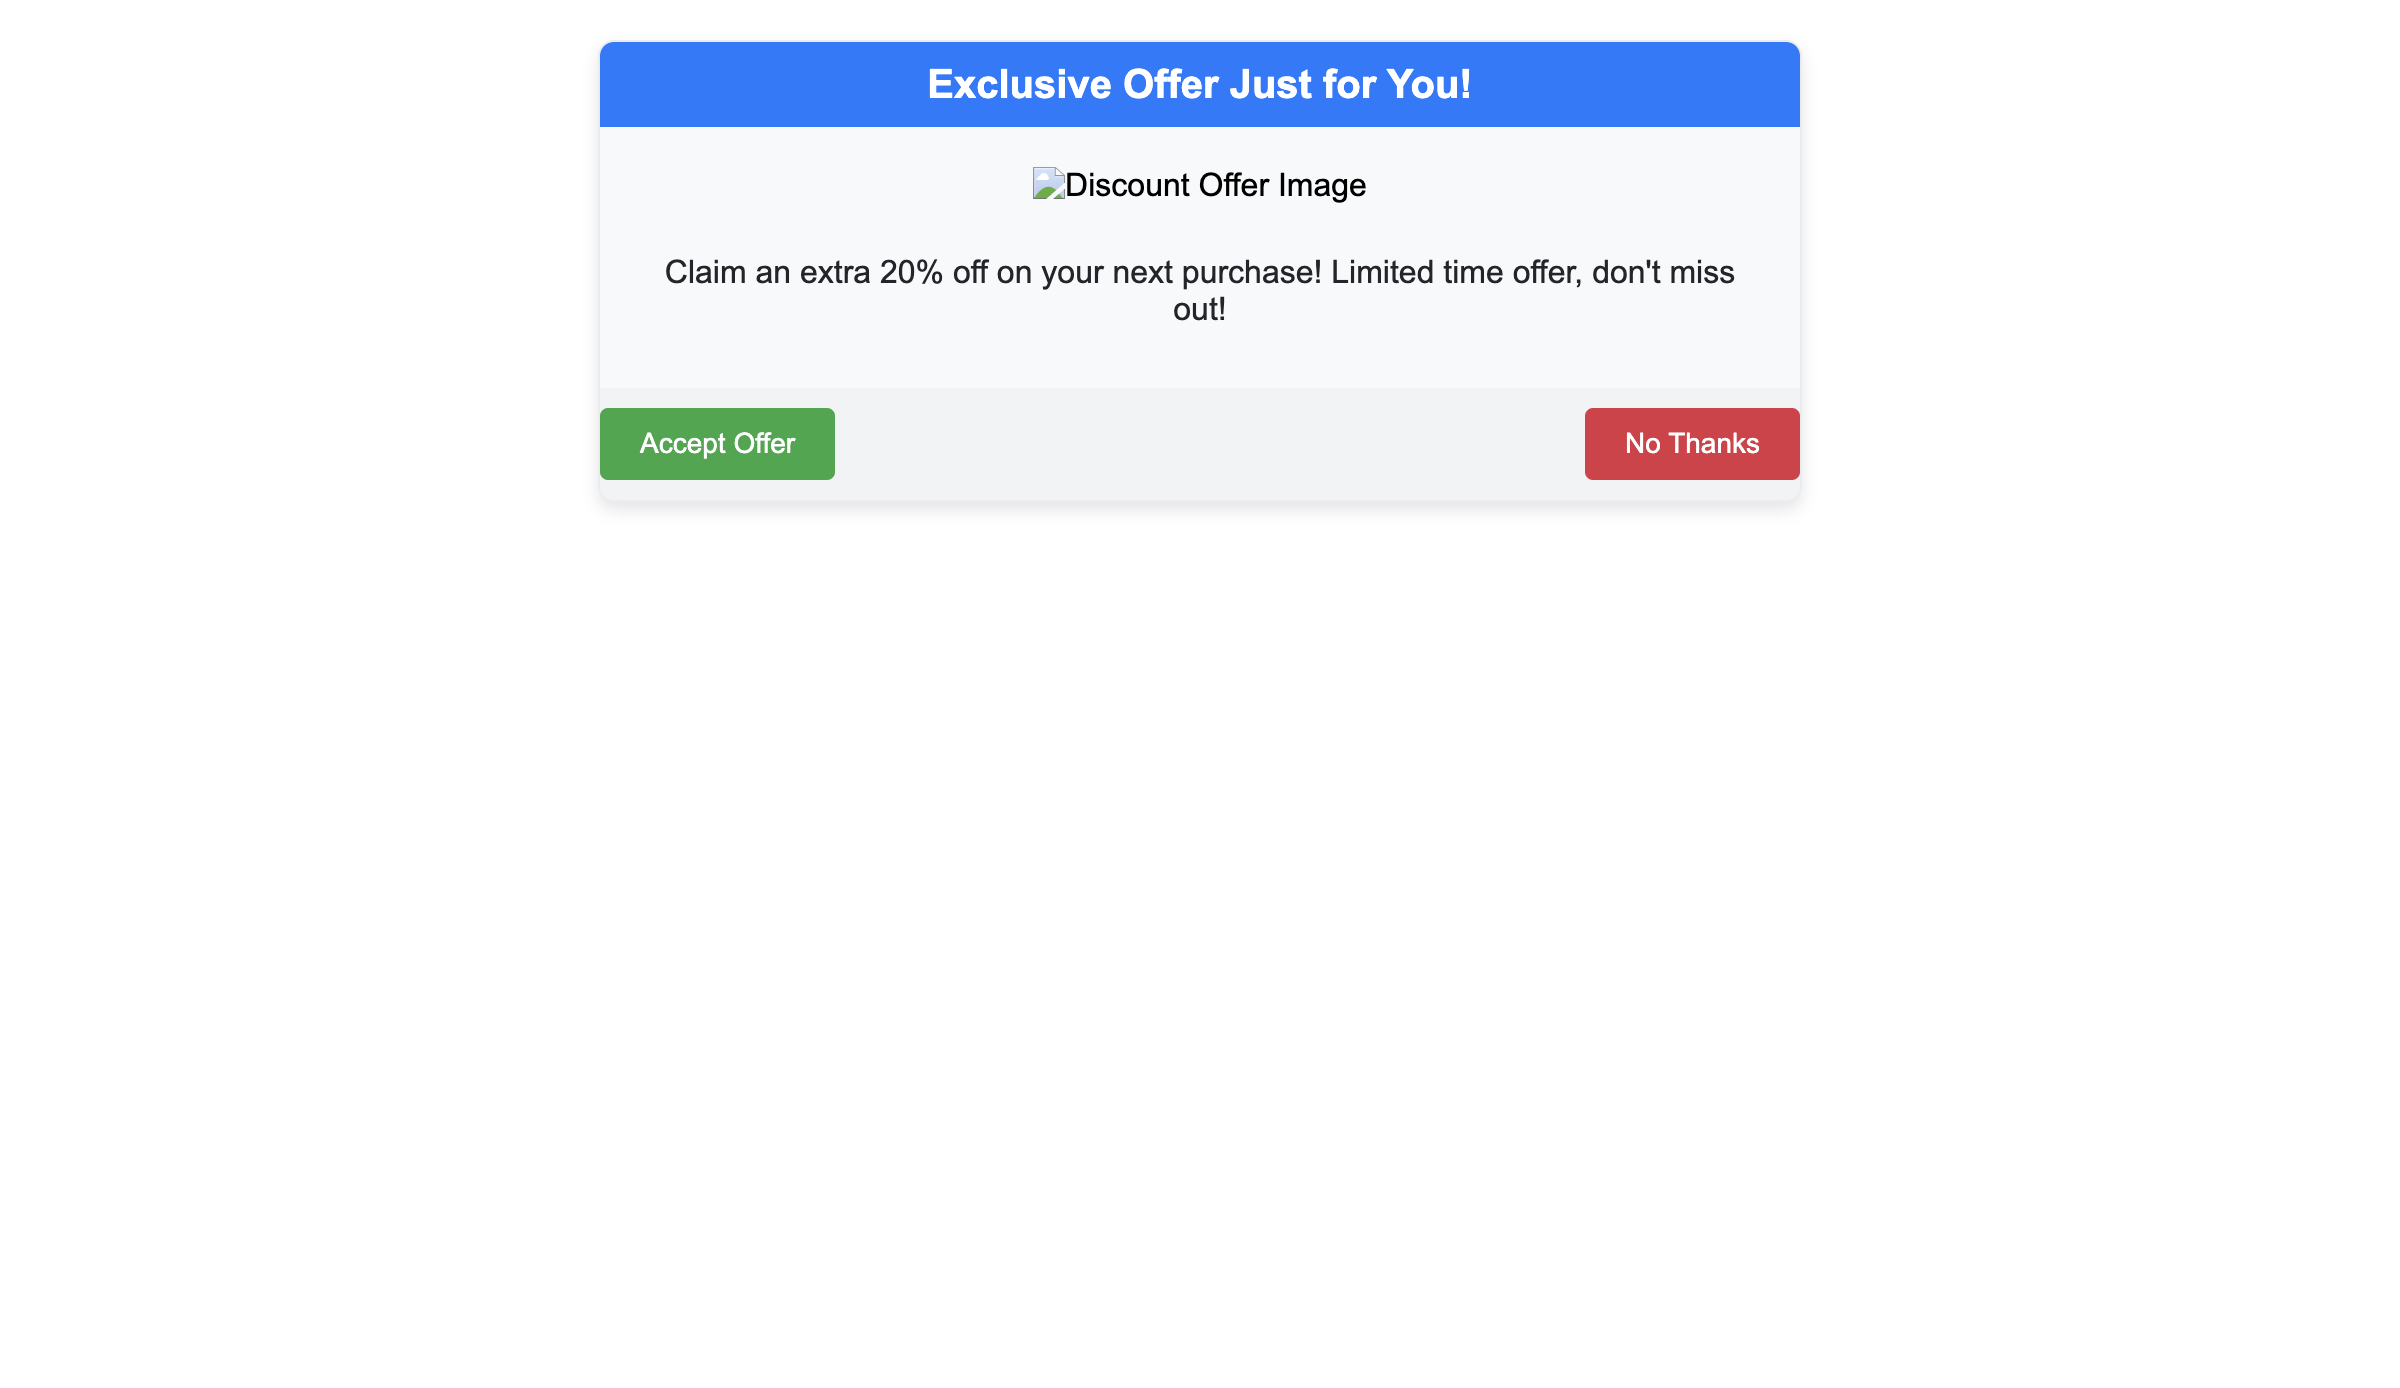 Exclusive Offer Just for You!
Discount Offer Image
Claim an extra 20% off on your next purchase! Limited time offer, don't miss
out!
Accept Offer
No Thanks